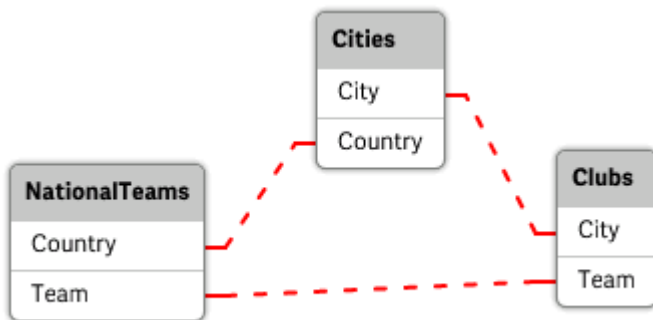 Cities
City
Country
NationalTeams
Country
Team
Clubs
City
Team